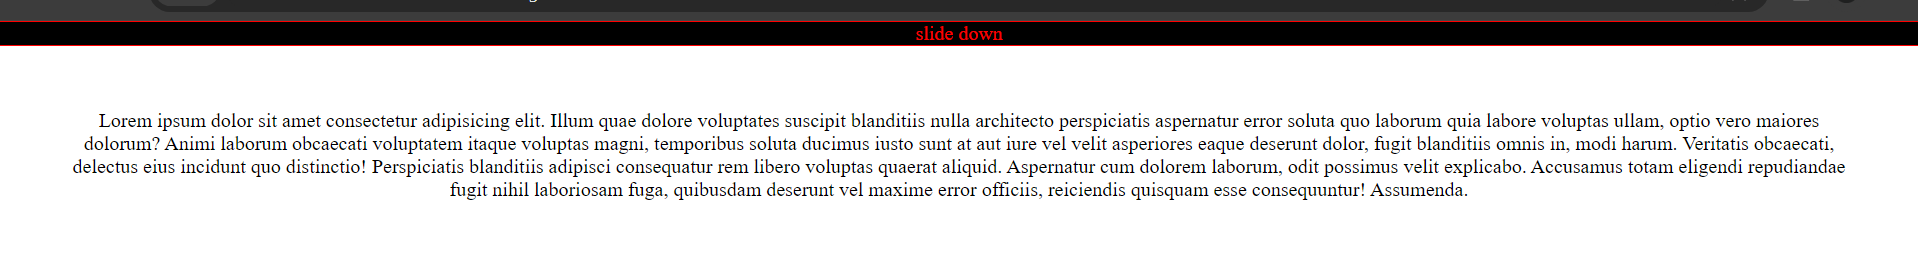 slide down
Lorem ipsum dolor sit amet consectetur adipisicing elit. Illum quae dolore voluptates suscipit blanditiis nulla architecto perspiciatis aspernatur error soluta quo laborum quia labore voluptas ullam, optio vero maiores
dolorum? Animi laborum obcaecati voluptatem itaque voluptas magni, temporibus soluta ducimus iusto sunt at aut iure vel velit asperiores eaque deserunt dolor, fugit blanditiis omnis in, modi harum. Veritatis obcaecati,
delectus eius incidunt quo distinctio! Perspiciatis blanditiis adipisci consequatur rem libero voluptas quaerat aliquid. Aspernatur cum dolorem laborum, odit possimus velit explicabo. Accusamus totam eligendi repudiandae
fugit nihil laboriosam fuga, quibusdam deserunt vel maxime error officiis, reiciendis quisquam esse consequuntur! Assumenda.